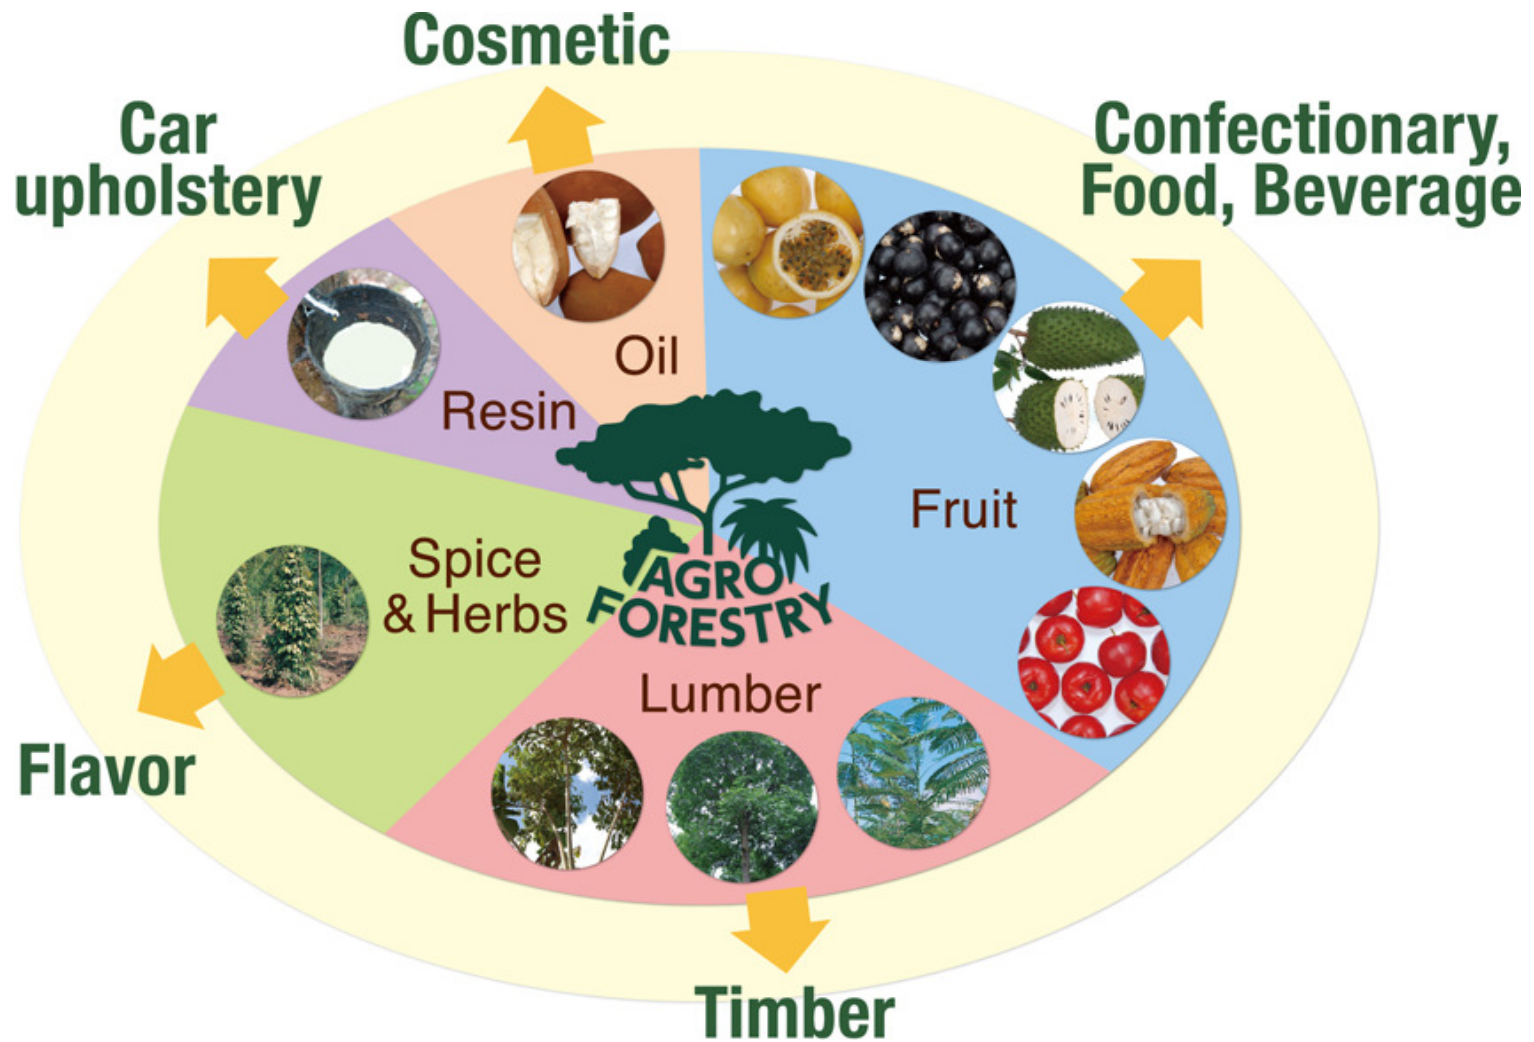 Cosmetic
Car
upholstery
Confectionary,
Food, Beverage
Oil
Resin
Fruit
Spice
& Herbs
AGRO
FORESTRY
Lumber
Flavor
Timber